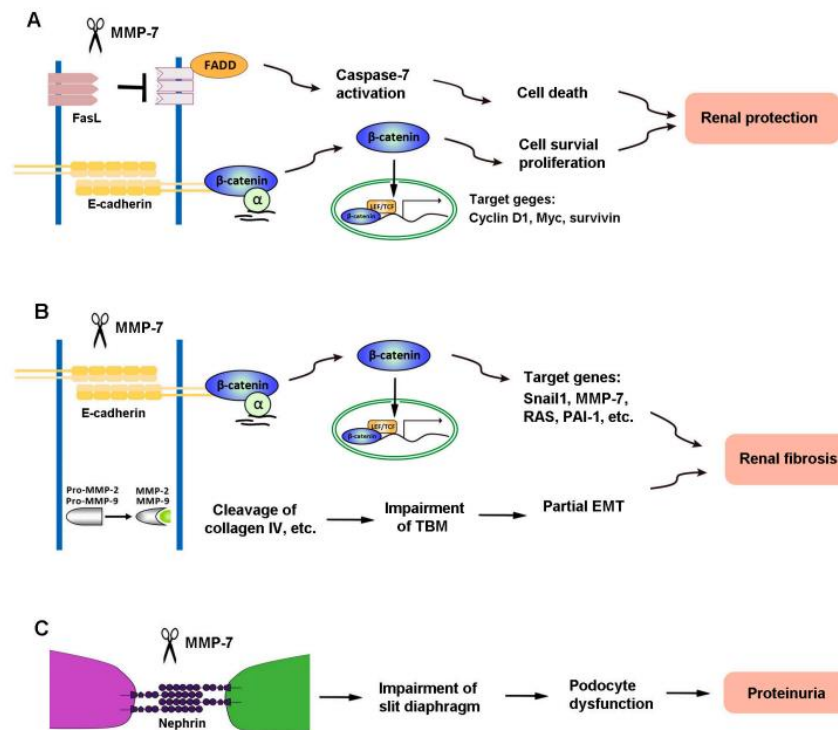 A
MMP-7
FADD
FasL
Caspase-7
activation
Cell death
Renal protection
β-catenin
Cell survial
proliferation
E-cadherin
β-catenin
α
LEF/TCF
β-catenin
Target geges:
Cyclin D1, Myc, survivin
B
MMP-7
E-cadherin
β-catenin
α
β-catenin
LEF/TCF
β-catenin
Target genes:
Snail1, MMP-7,
RAS, PAI-1, etc.
Renal fibrosis
Pro-MMP-2
Pro-MMP-9
MMP-2
MMP-9
Cleavage of
collagen IV, etc.
Impairment
of TBM
Partial EMT
C
MMP-7
Nephrin
Impairment of
slit diaphragm
Podocyte
dysfunction
Proteinuria